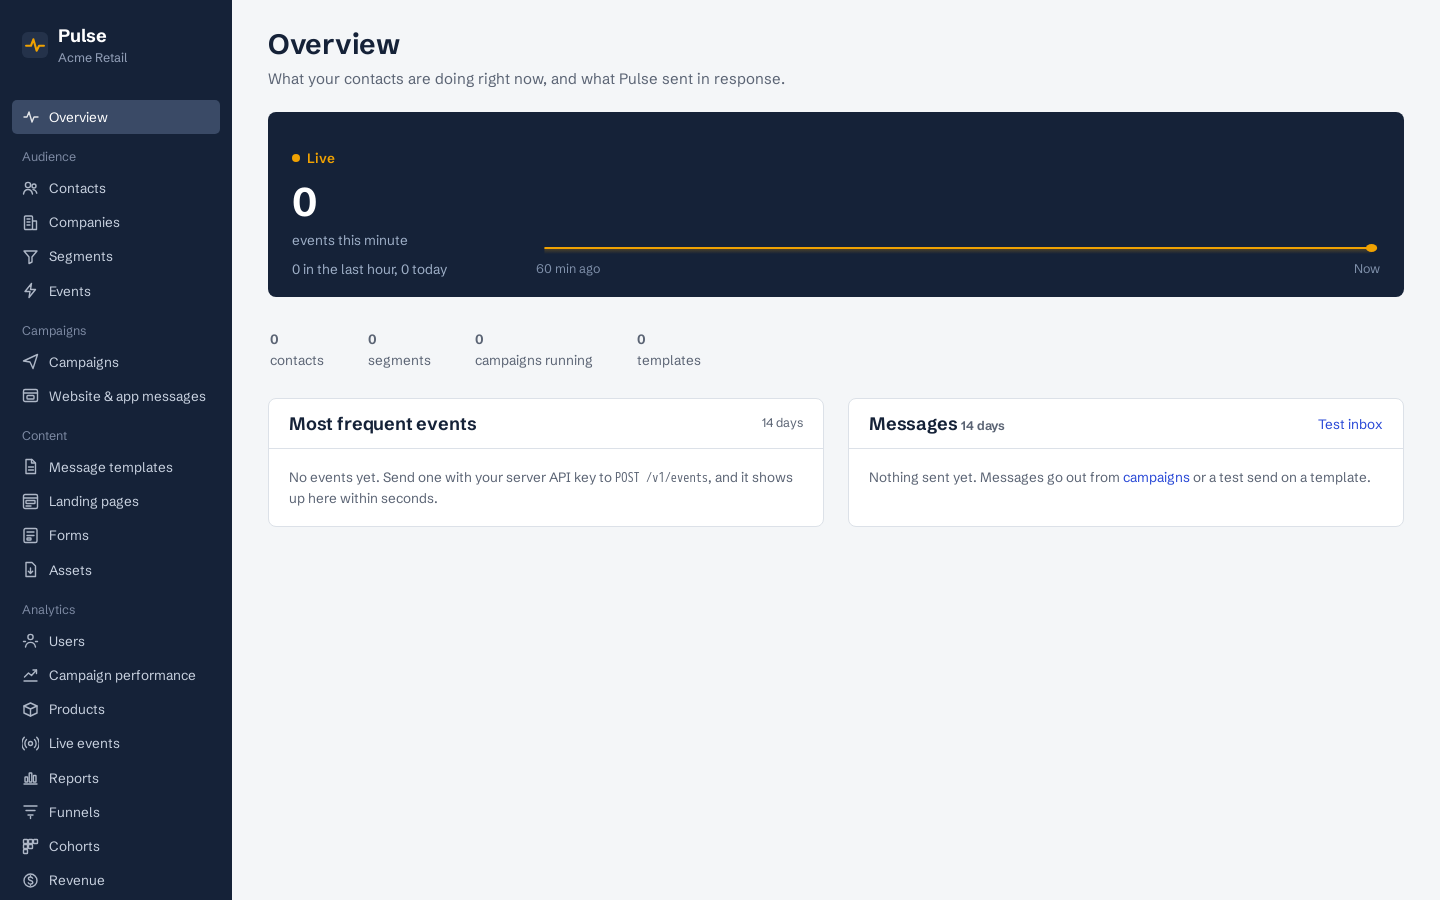 Pulse
Acme Retail
Overview
Audience
Contacts
Companies
Segments
Events
Campaigns
Campaigns
Website & app messages
Content
Message templates
Landing pages
Forms
Assets
Analytics
Users
Campaign performance
Products
Live events
Reports
Funnels
Cohorts
Revenue
Overview
What your contacts are doing right now, and what Pulse sent in response.
Live
0
events this minute
0 in the last hour, 0 today
60 min ago
Now
0
contacts
0
segments
0
campaigns running
0
templates
Most frequent events
14 days
No events yet. Send one with your server API key to POST /v1/events, and it shows
up here within seconds.
Messages 14 days
Test inbox
Nothing sent yet. Messages go out from campaigns or a test send on a template.